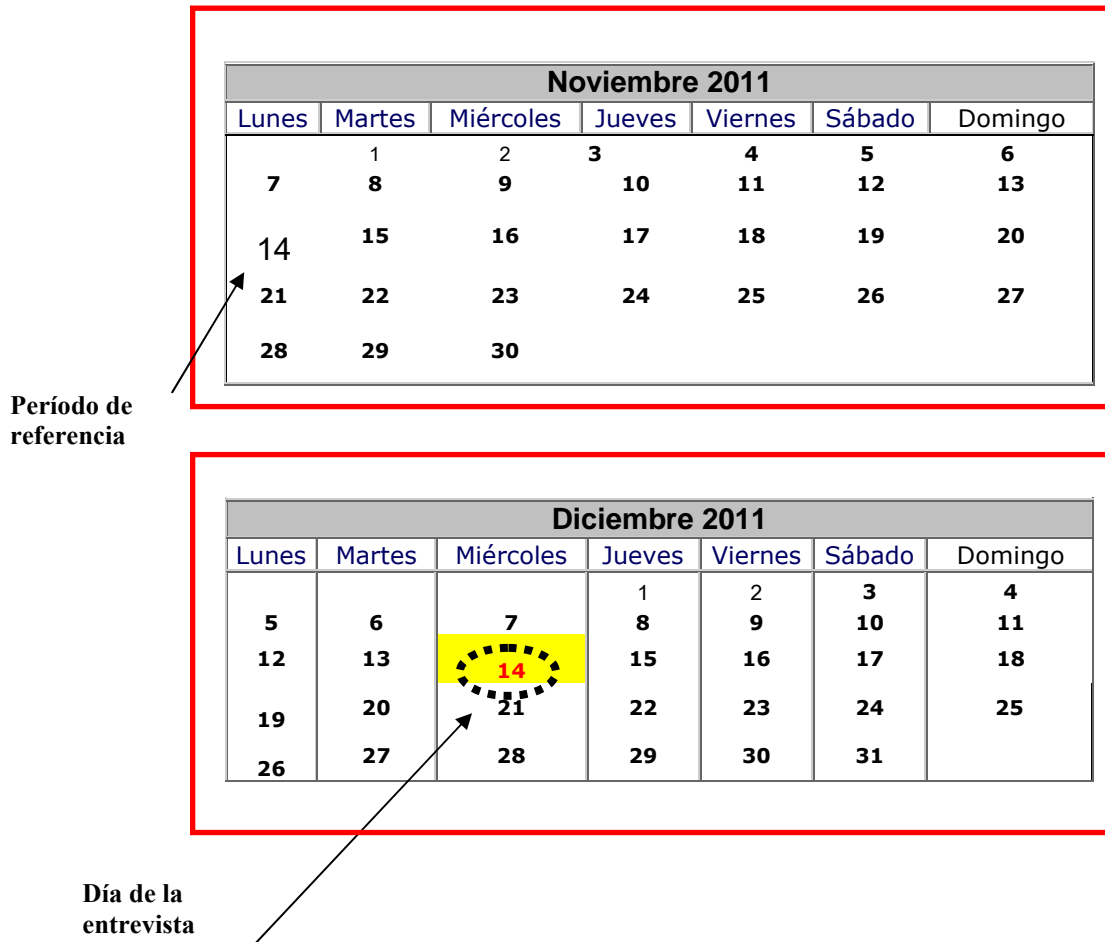 Noviembre 2011
Lunes Martes Miércoles Jueves Viernes Sábado Domingo
1 2 3 4 5 6
7 8 9 10 11 12 13
14 15 16 17 18 19 20
21 22 23 24 25 26 27
28 29 30
Período de
referencia
Diciembre 2011
Lunes Martes Miércoles Jueves Viernes Sábado Domingo
1 2 3 4
5 6 7 8 9 10 11
12 13 14 15 16 17 18
19 20 21 22 23 24 25
26 27 28 29 30 31
Día de la
entrevista